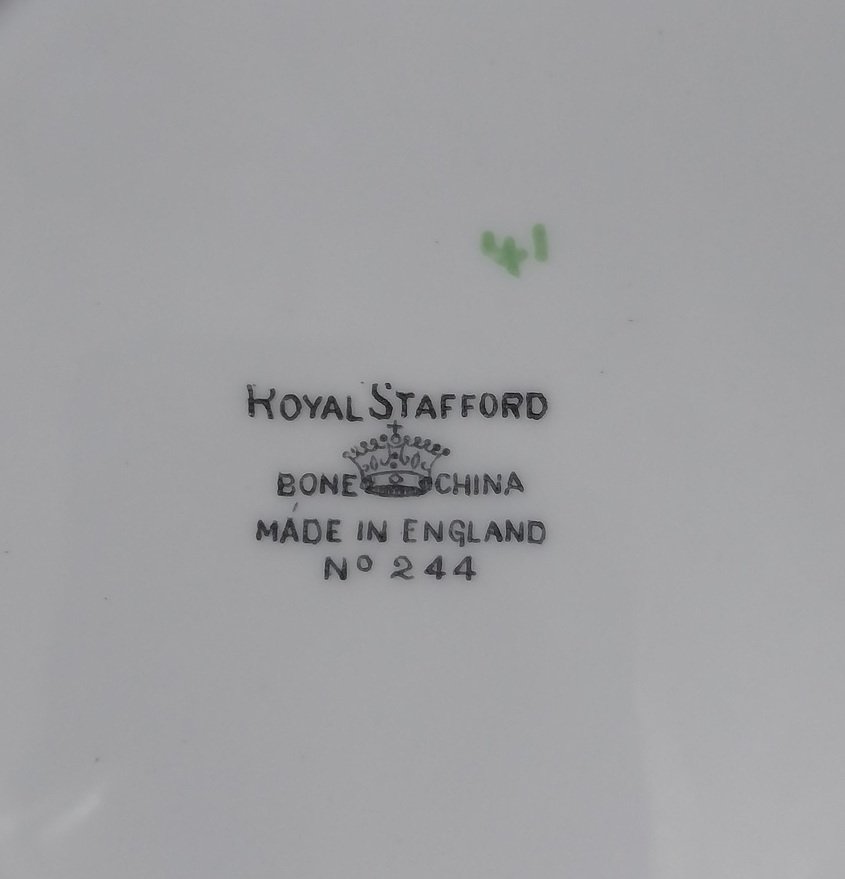 41
ROYAL STAFFORD
BONE CHINA
MADE IN ENGLAND
Nº 244